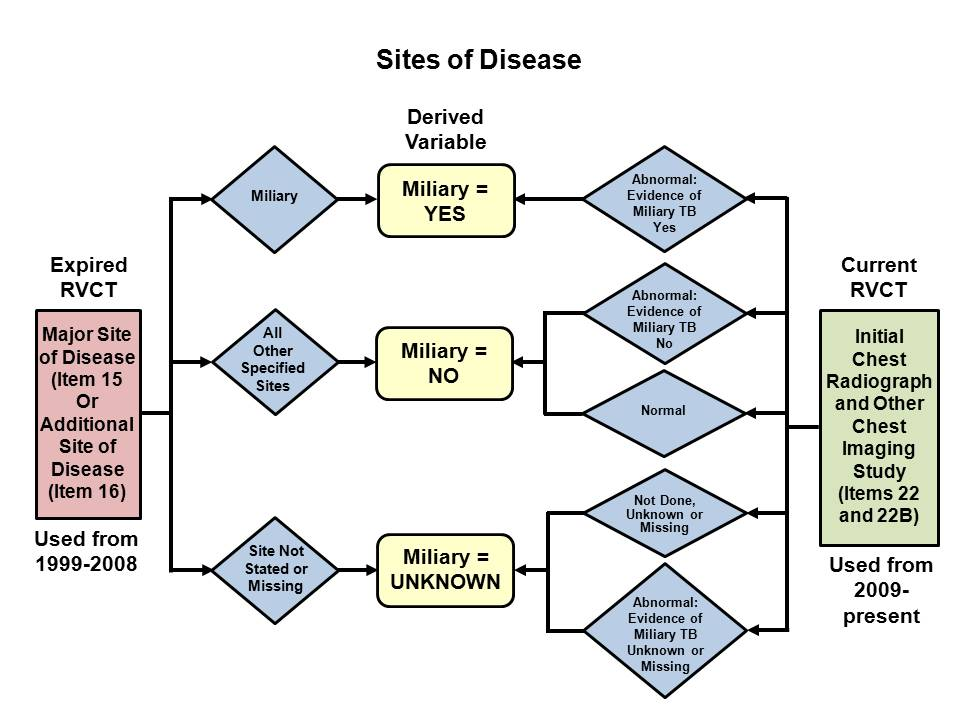 Sites of Disease
Derived
Variable
Miliary
Miliary =
YES
Abnormal:
Evidence of
Miliary TB
Yes
Expired
RVCT
Current
RVCT
Major Site
of Disease
(Item 15
Or
Additional
Site of
Disease
(Item 16)
All
Other
Specified
Sites
Miliary =
NO
Abnormal:
Evidence of
Miliary TB
No
Normal
Initial
Chest
Radiograph
and Other
Chest
Imaging
Study
(Items 22
and 22B)
Used from
1999-2008
Site Not
Stated or
Missing
Miliary =
UNKNOWN
Not Done,
Unknown or
Missing
Abnormal:
Evidence of
Miliary TB
Unknown or
Missing
Used from
2009-
present